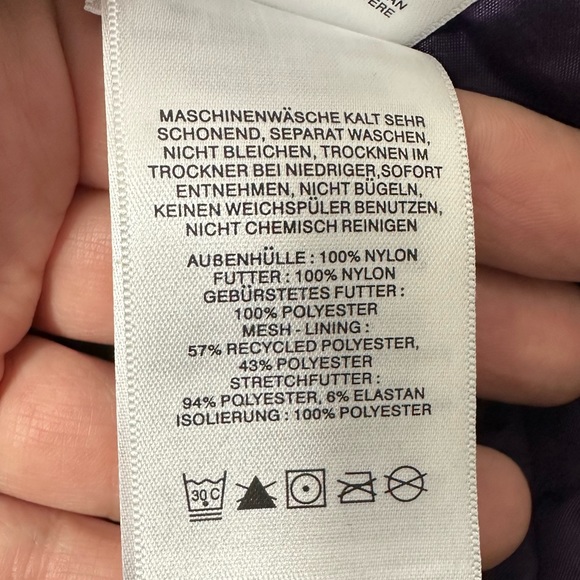 ERE
MASCHINENWÄSCHE KALT SEHR
SCHONEND, SEPARAT WASCHEN,
NICHT BLEICHEN, TROCKNEN IM
TROCKNER BEI NIEDRIGER,SOFORT
ENTNEHMEN, NICHT BÜGELN,
KEINEN WEICHSPÜLER BENUTZEN,
NICHT CHEMISCH REINIGEN
AUßENHÜLLE : 100% NYLON
FUTTER : 100% NYLON
GEBÜRSTETES FUTTER :
100% POLYESTER
MESH - LINING :
57% RECYCLED POLYESTER,
43% POLYESTER
STRETCHFUTTER :
94% POLYESTER, 6% ELASTAN
ISOLIERUNG : 100% POLYESTER
30 C